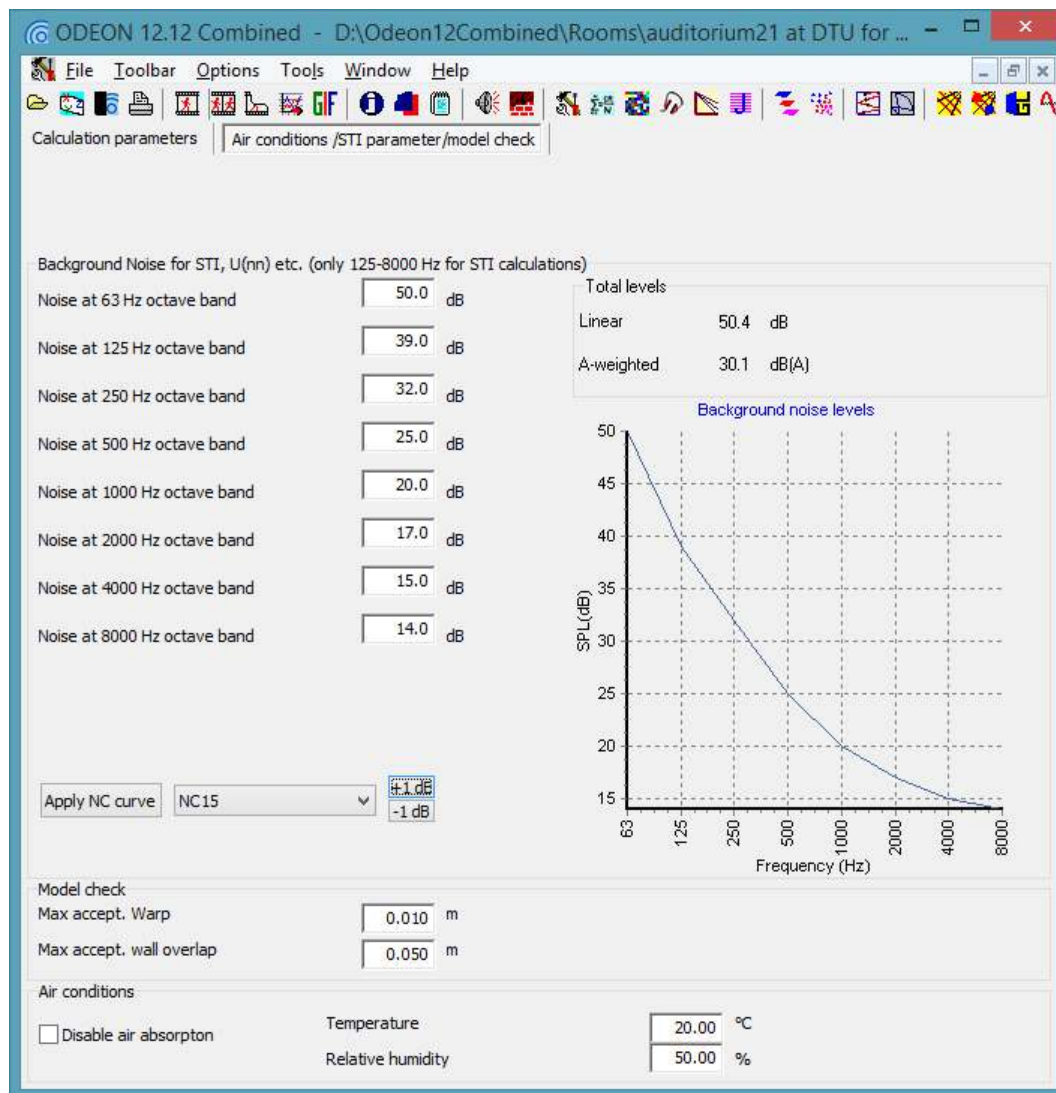 ODEON 12.12 Combined - D:\Odeon12Combined\Rooms\auditorium21 at DTU for ...
File Toolbar Options Tools Window Help
GIF
Calculation parameters Air conditions /STI parameter/model check
Background Noise for STI, U(nn) etc. (only 125-8000 Hz for STI calculations)
Noise at 63 Hz octave band 50.0 dB
Noise at 125 Hz octave band 39.0 dB
Noise at 250 Hz octave band 32.0 dB
Noise at 500 Hz octave band 25.0 dB
Noise at 1000 Hz octave band 20.0 dB
Noise at 2000 Hz octave band 17.0 dB
Noise at 4000 Hz octave band 15.0 dB
Noise at 8000 Hz octave band 14.0 dB
Apply NC curve NC15 +1 dB
-1 dB
Total levels
Linear 50.4 dB
A-weighted 30.1 dB(A)
Background noise levels
SPL(dB)
50
45
40
35
30
25
20
15
63 125 250 500 1000 2000 4000 8000
Frequency (Hz)
Model check
Max accept. Warp 0.010 m
Max accept. wall overlap 0.050 m
Air conditions
Disable air absorpton
Temperature 20.00 ºC
Relative humidity 50.00 %